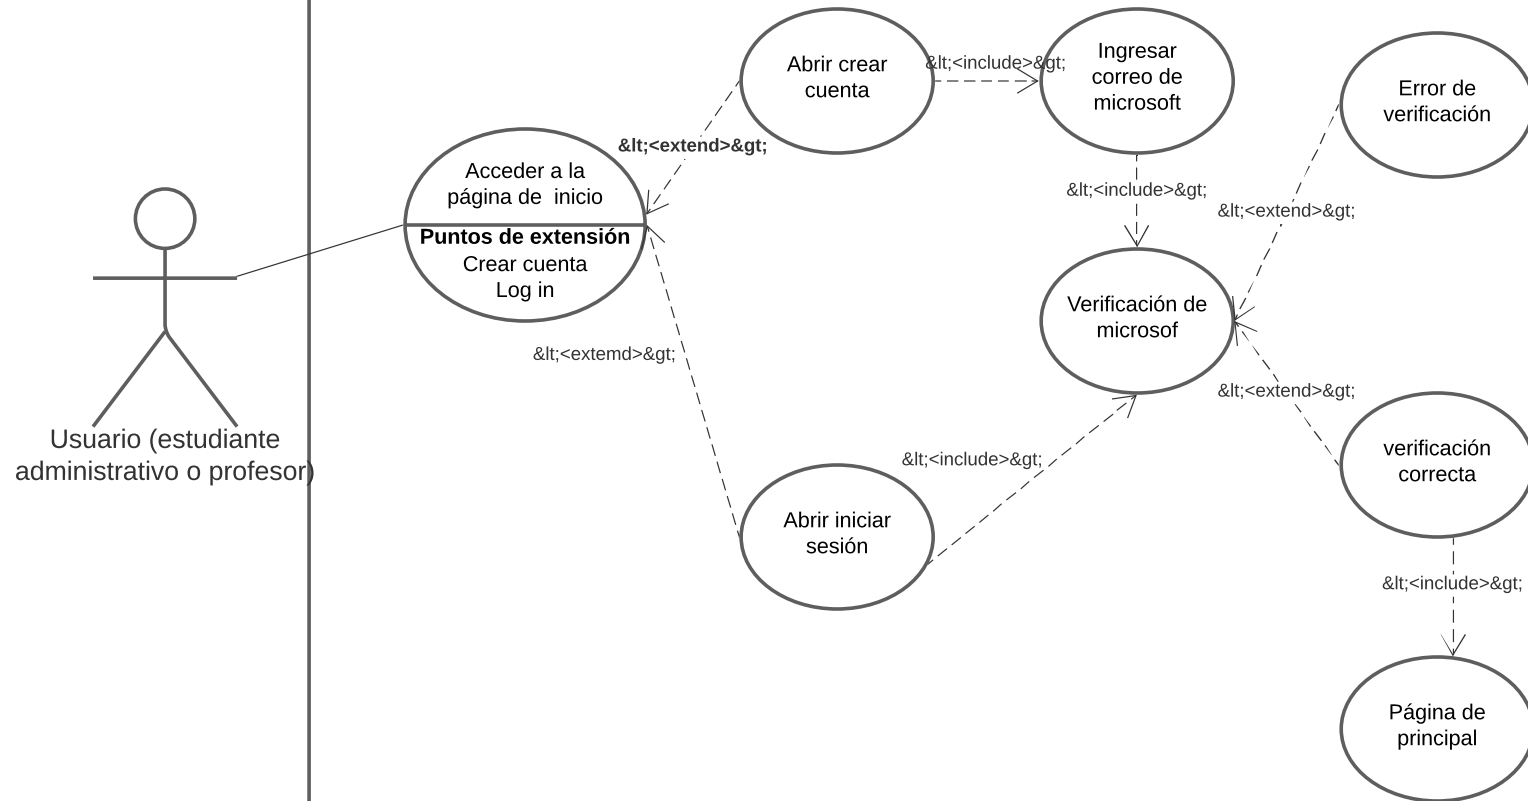 Abrir crear
cuenta
&lt;<include>&gt;
Ingresar
correo de
microsoft
Error de
verificación
&lt;<extend>&gt;
Acceder a la
página de  inicio
Puntos de extensión
Crear cuenta
Log in
&lt;<include>&gt;
&lt;<extend>&gt;
Verificación de
microsof
&lt;<extemd>&gt;
&lt;<extend>&gt;
Usuario (estudiante
administrativo o profesor)
&lt;<include>&gt;
verificación
correcta
Abrir iniciar
sesión
&lt;<include>&gt;
Página de
principal